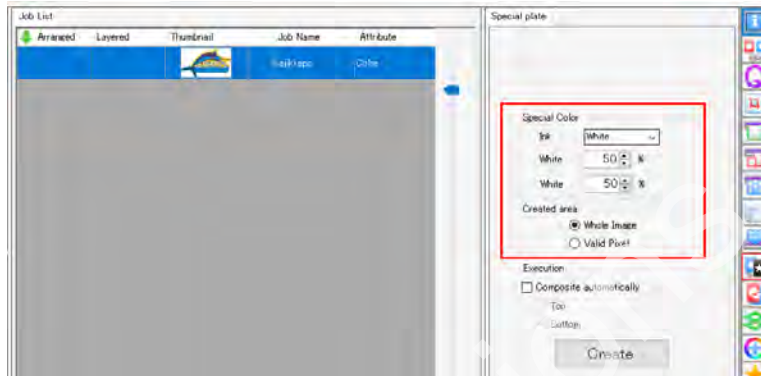 Job List
Arranged Layered Thumbnail Job Name Attribute
Special plate
Special Color
Ink White
White 50 %
White 50 %
Created area
Whole Image
Valid Pixel
Execution
Composite automatically
Top
Create